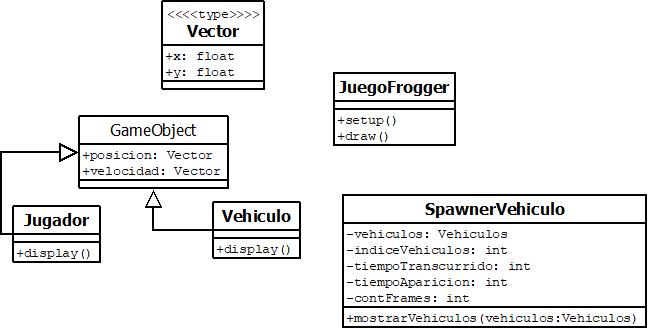 <<<<type>>>>
Vector
+x: float
+y: float
JuegoFrogger
+setup()
+draw()
GameObject
+posicion: Vector
+velocidad: Vector
Jugador
+display()
Vehiculo
+display()
SpawnerVehiculo
-vehiculos: Vehiculos
-indiceVehiculos: int
-tiempoTranscurrido: int
-tiempoAparicion: int
-contFrames: int
+mostrarVehiculos(vehiculos:Vehiculos)